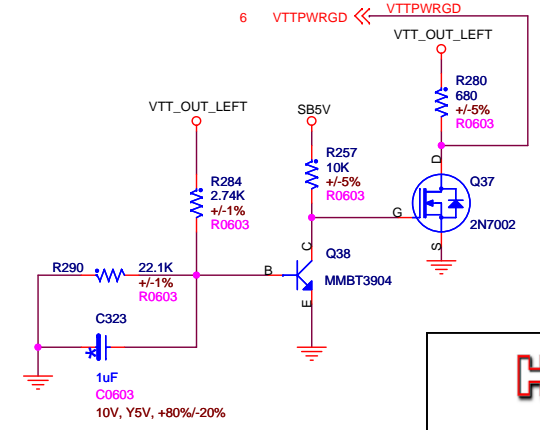 6 VTTPWRGD VTTPWRGD
VTT_OUT_LEFT
R280
680
+/-5%
R0603
VTT_OUT_LEFT
SB5V
R284
2.74K
+/-1%
R0603
R257
10K
+/-5%
R0603
D
Q37
G
2N7002
S
R290
22.1K
+/-1%
R0603
B
C
Q38
MMBT3904
E
C323
1uF
C0603
10V, Y5V, +80%/-20%
H